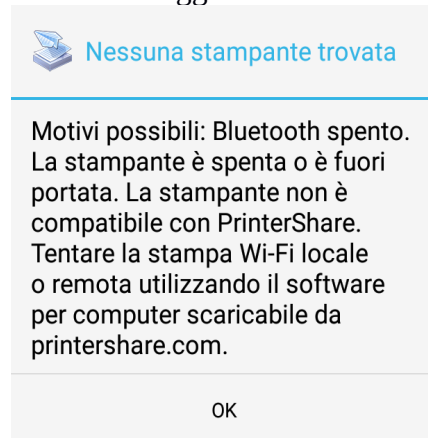 Nessuna stampante trovata
Motivi possibili: Bluetooth spento.
La stampante è spenta o è fuori
portata. La stampante non è
compatibile con PrinterShare.
Tentare la stampa Wi-Fi locale
o remota utilizzando il software
per computer scaricabile da
printershare.com.
OK